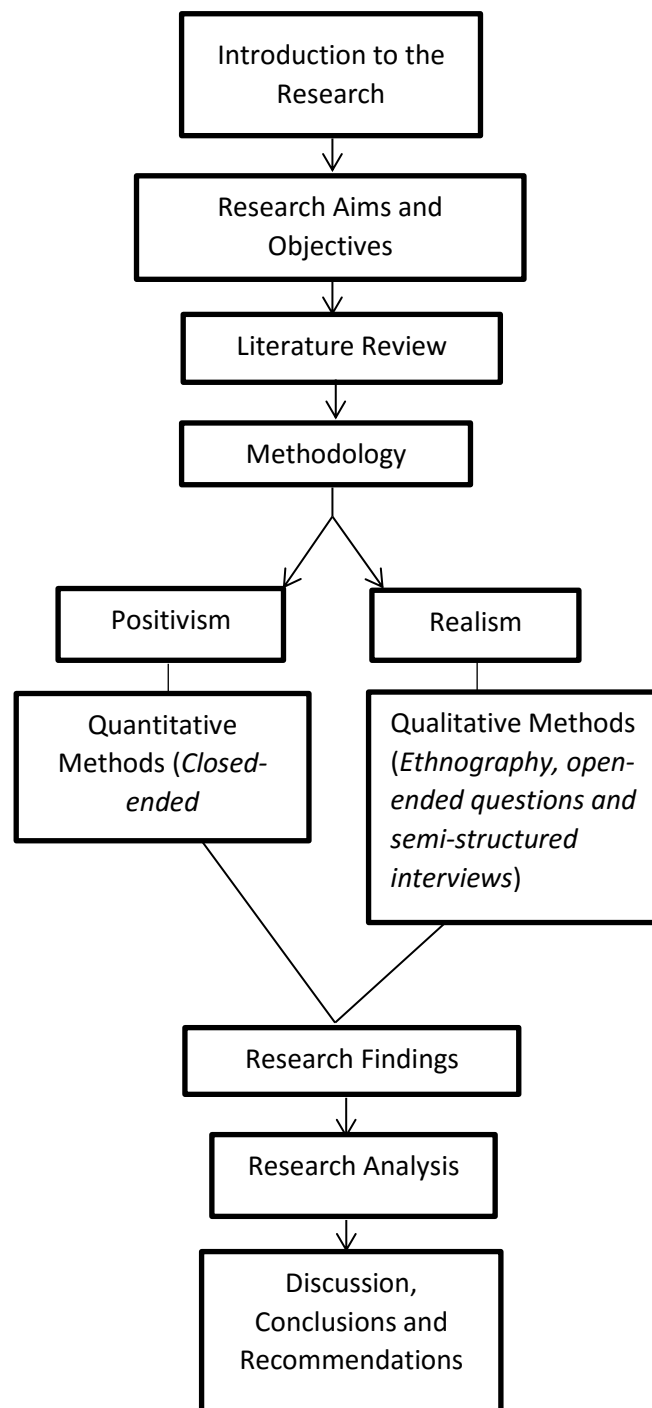 Introduction to the
Research
Research Aims and
Objectives
Literature Review
Methodology
Positivism
Realism
Quantitative
Methods (Closed-
ended
Qualitative Methods
(Ethnography, open-
ended questions and
semi-structured
interviews)
Research Findings
Research Analysis
Discussion,
Conclusions and
Recommendations